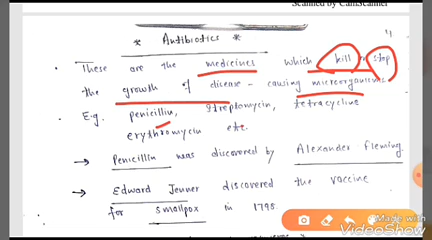 Scanned by CamScanner
* Antibiotics *
• These are the medicines which kill or stop
the growth of disease - causing microorganisms.
• E.g. penicillin, streptomycin, tetracycline
erythromycin etc.
→ Penicillin was discovered by Alexander Fleming.
→ Edward Jenner discovered the vaccine
for smallpox in 1795.
Made with
VideoShow